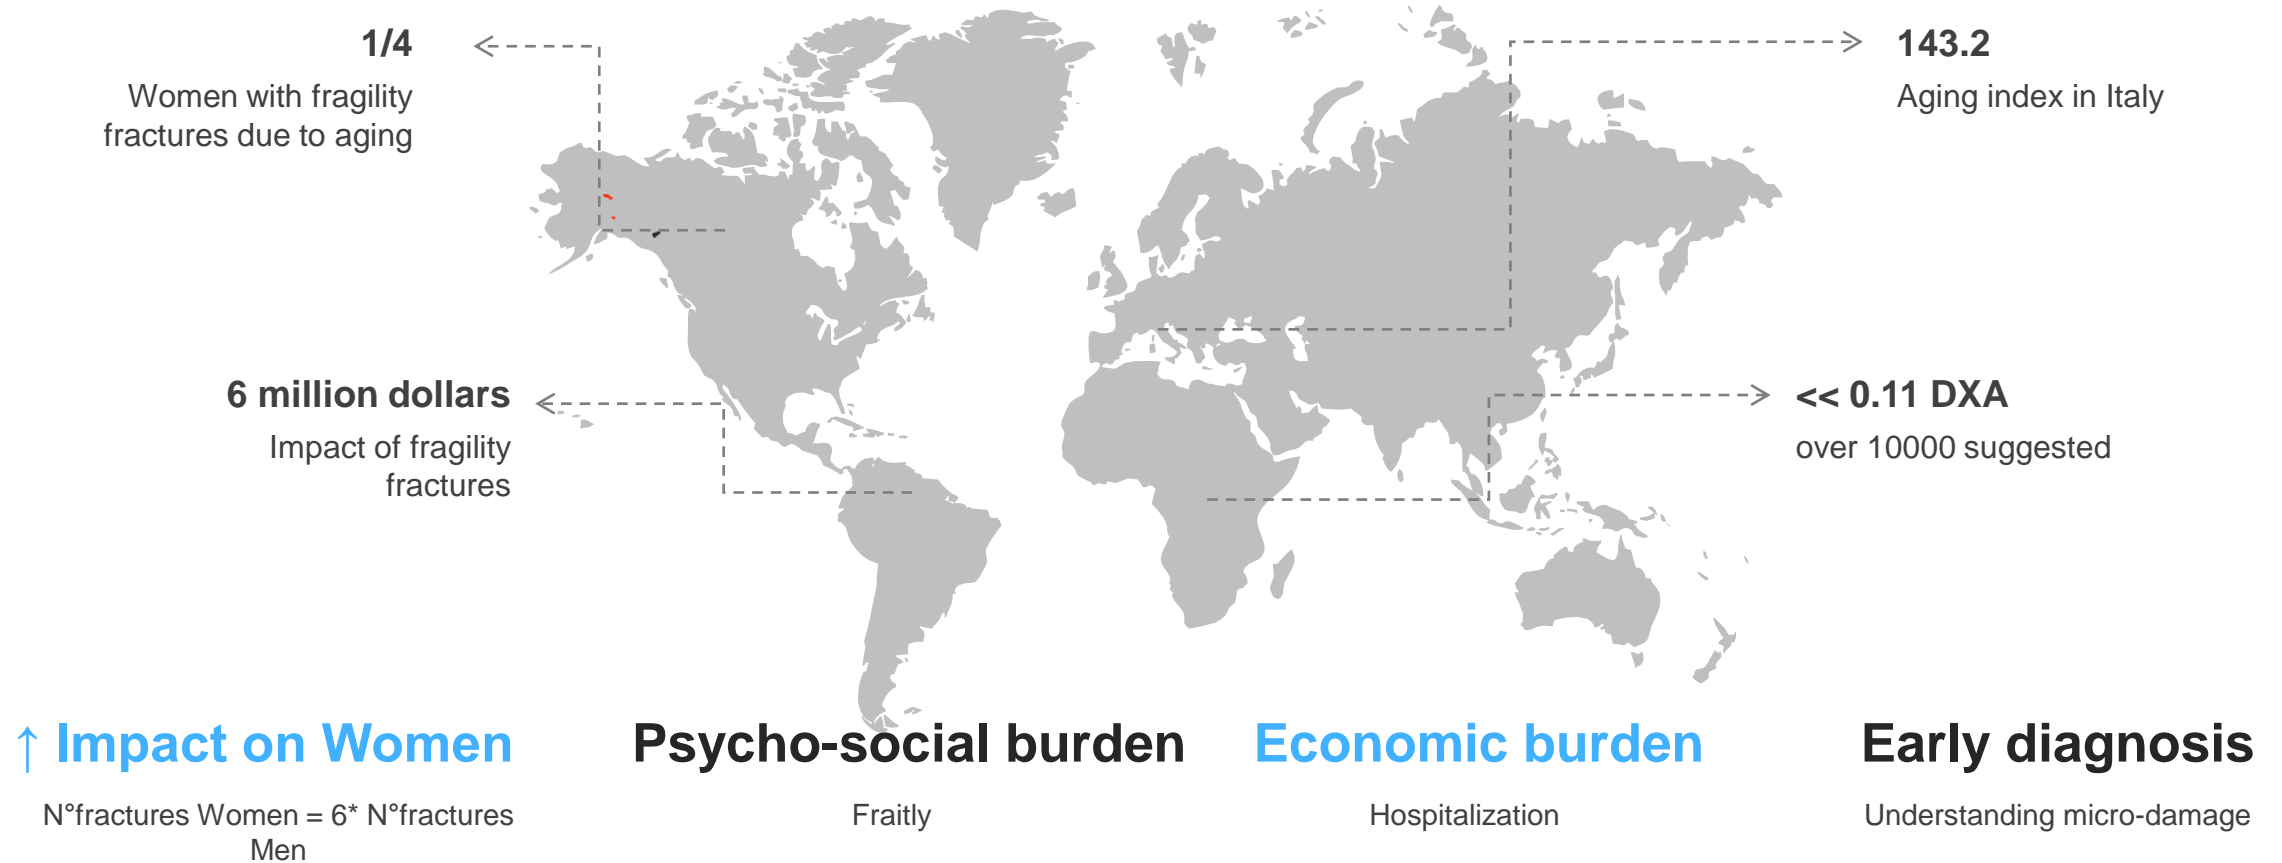 1/4
Women with fragility
fractures due to aging
143.2
Aging index in Italy
6 million dollars
Impact of fragility
fractures
<< 0.11 DXA
over 10000 suggested
↑ Impact on Women
N°fractures Women = 6* N°fractures
Men
Psycho-social burden
Fraitly
Economic burden
Hospitalization
Early diagnosis
Understanding micro-damage